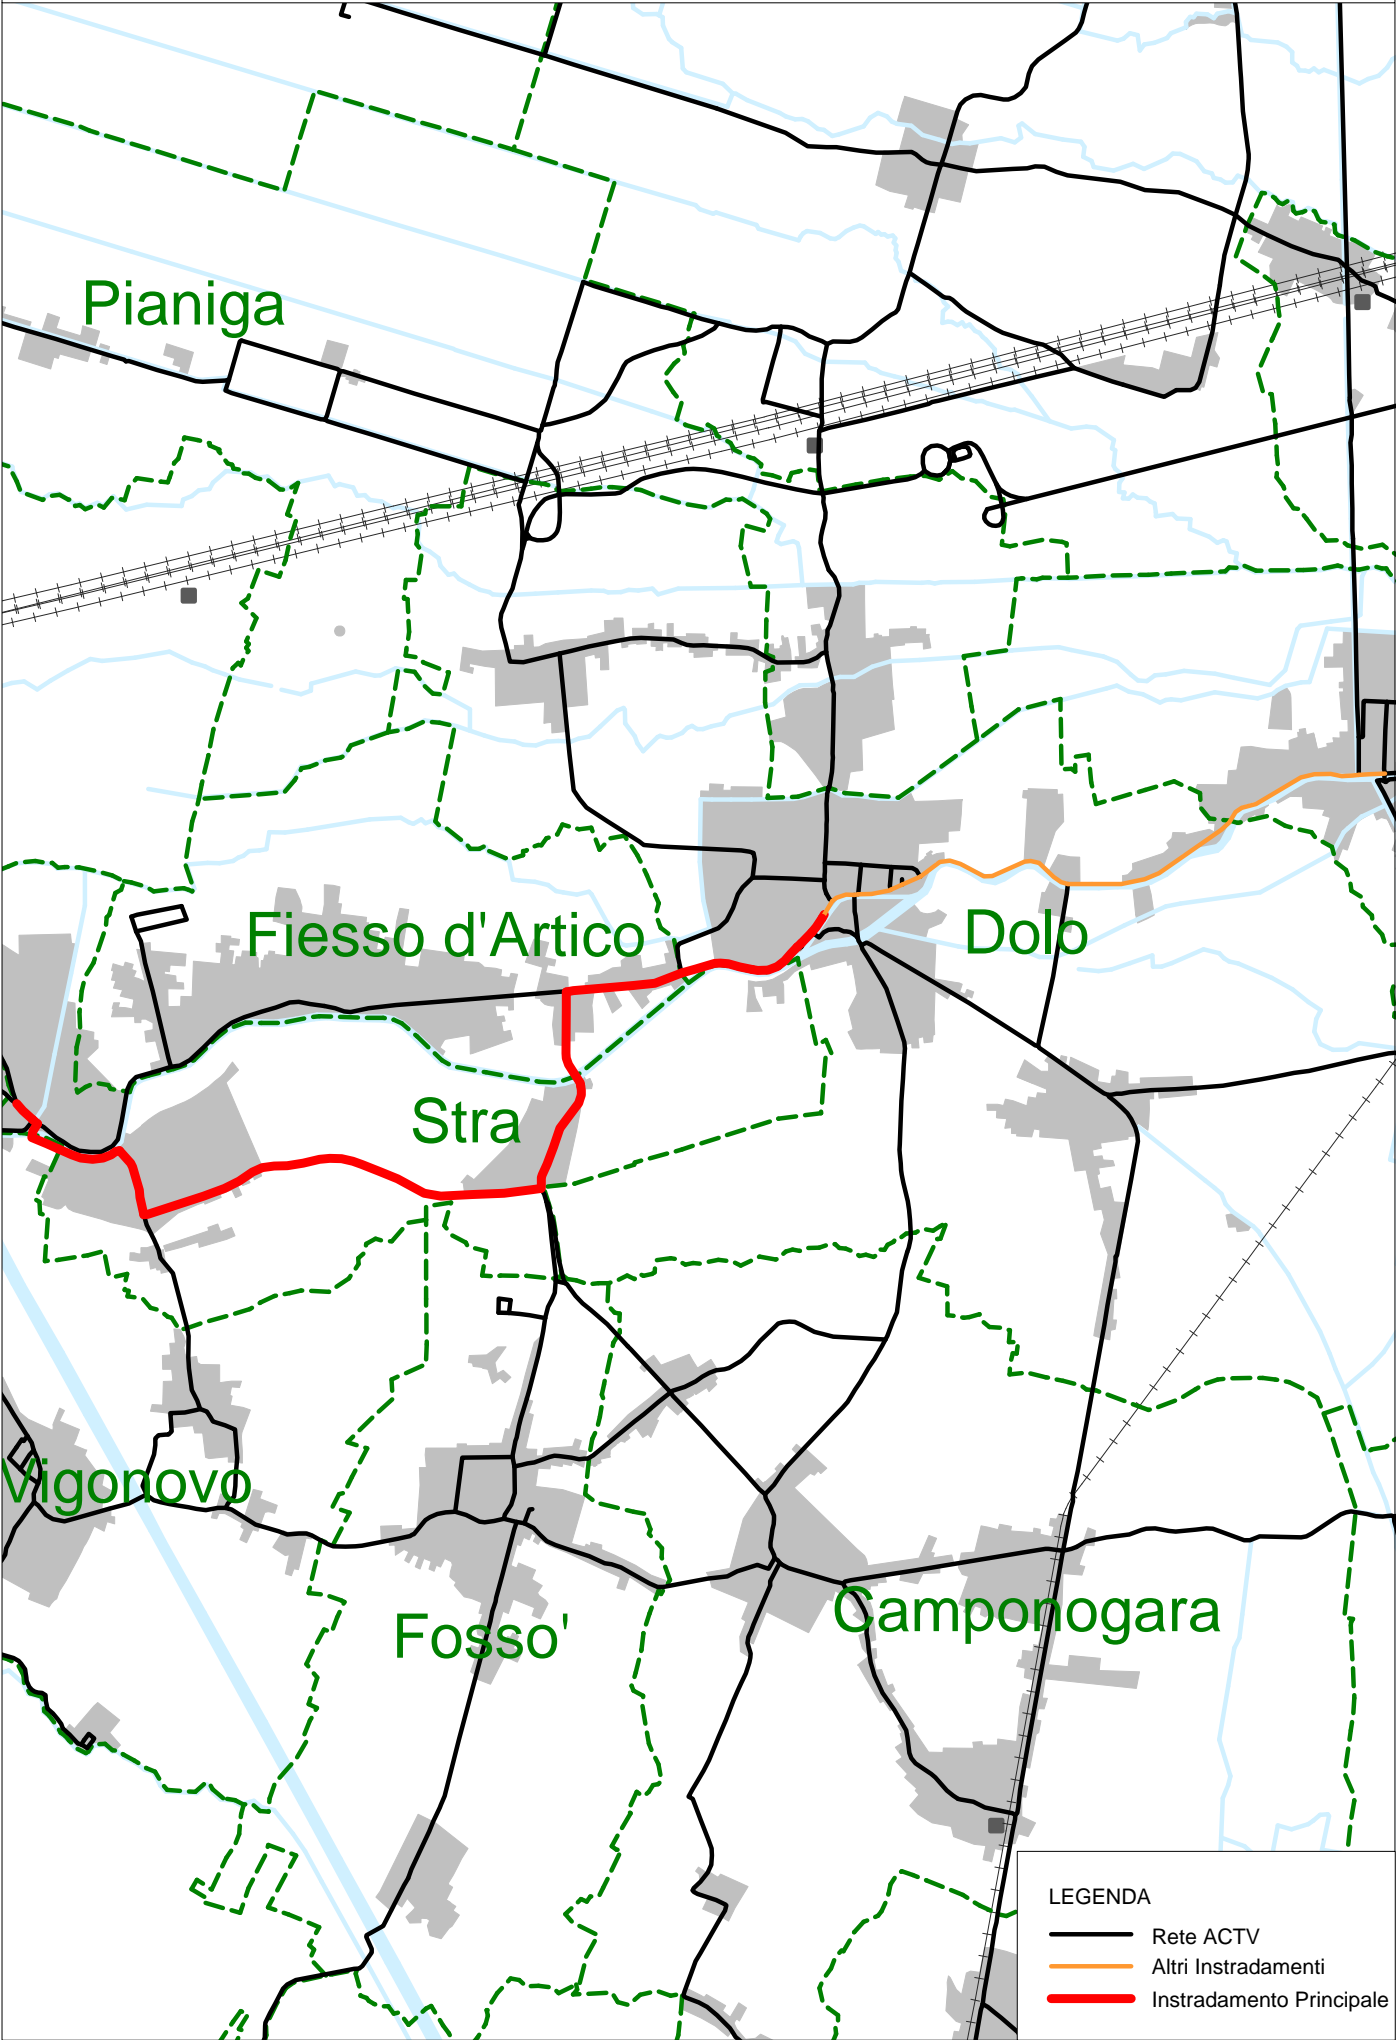 Pianiga
Fiesso d'Artico
Dolo
Stra
Vigonovo
Fosso'
Camponogara
LEGENDA
Rete ACTV
Altri Instradamenti
Instradamento Principale